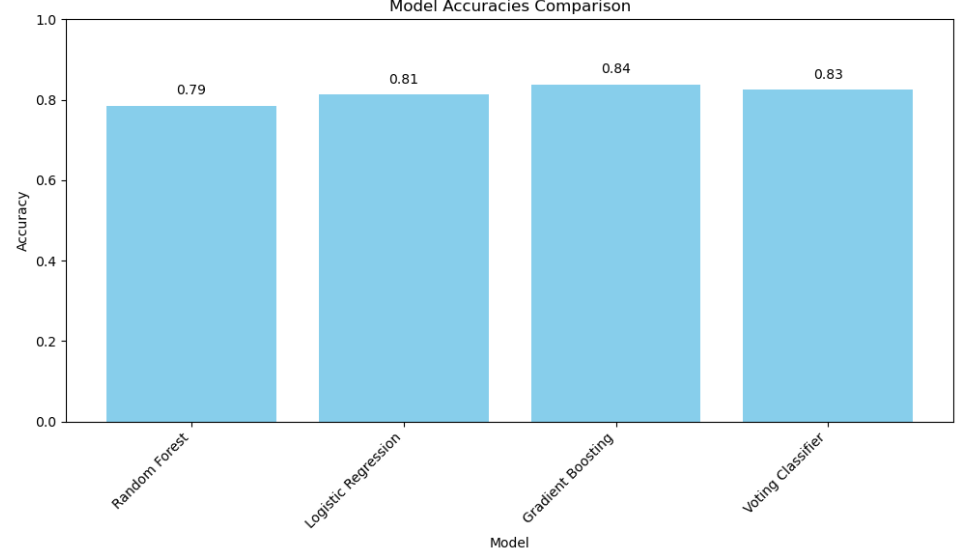 Model Accuracies Comparison
1.0
0.8
0.6
0.4
0.2
0.0
Accuracy
0.79
0.81
0.84
0.83
Random Forest
Logistic Regression
Gradient Boosting
Voting Classifier
Model